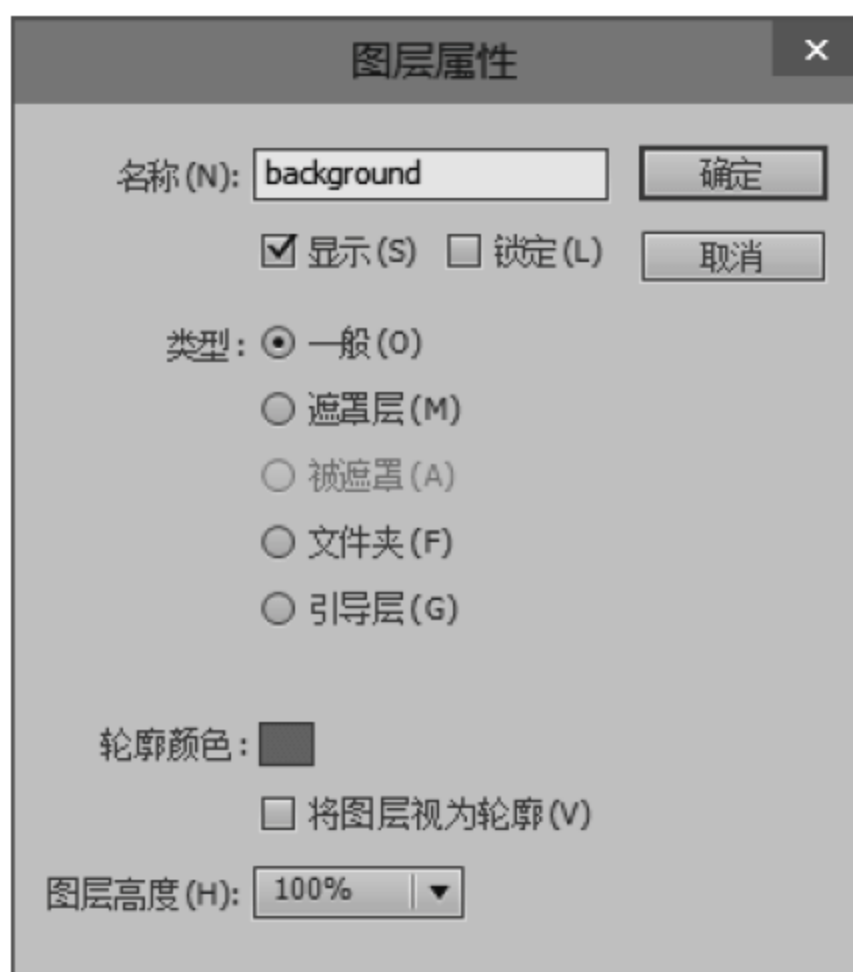 图层属性
名称(N): background 确定
显示(S) 锁定(L) 取消
类型: 一般(O)
遮罩层(M)
被遮罩(A)
文件夹(F)
引导层(G)
轮廓颜色:
将图层视为轮廓(V)
图层高度(H): 100%